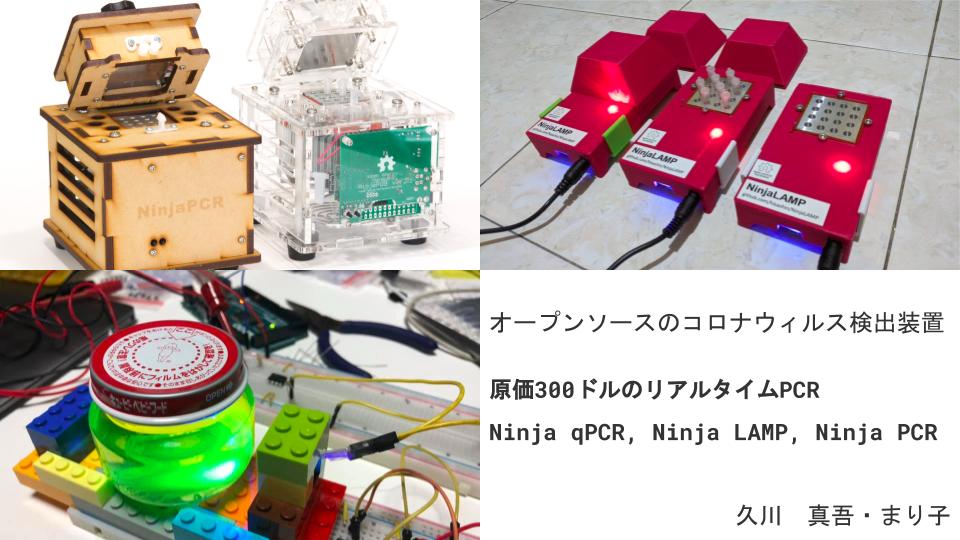 NinjaPCR
NinjaLAMP
NinjaLAMP
NinjaLAMP
OPEN
オープンソースのコロナウィルス検出装置
原価300ドルのリアルタイムPCR
Ninja qPCR, Ninja LAMP, Ninja PCR
久川　真吾・まり子